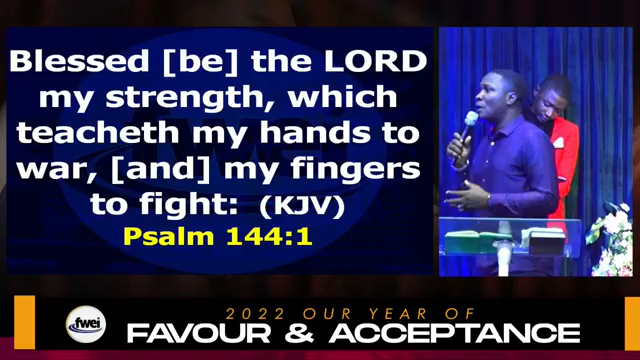 Blessed [be] the LORD
my strength, which
teacheth my hands to
war, [and] my fingers
to fight: (KJV)
Psalm 144:1
fwei
2022 OUR YEAR OF
FAVOUR & ACCEPTANCE